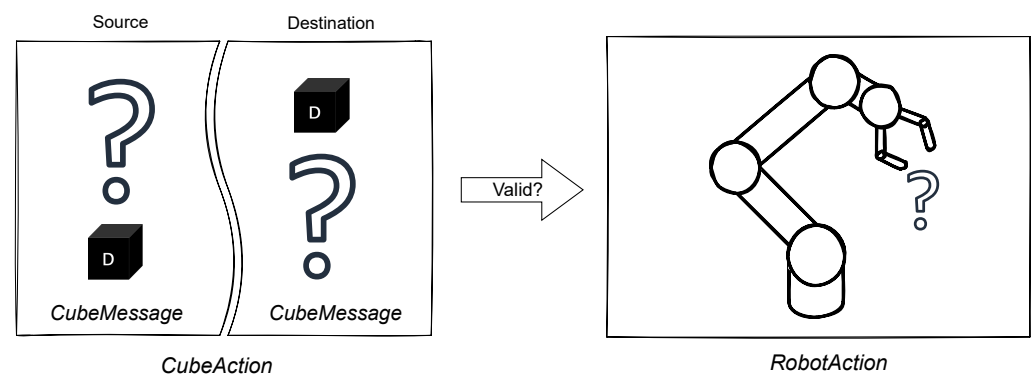 Source
Destination
?
D
?
D
CubeMessage
CubeMessage
CubeAction
Valid?
?
RobotAction